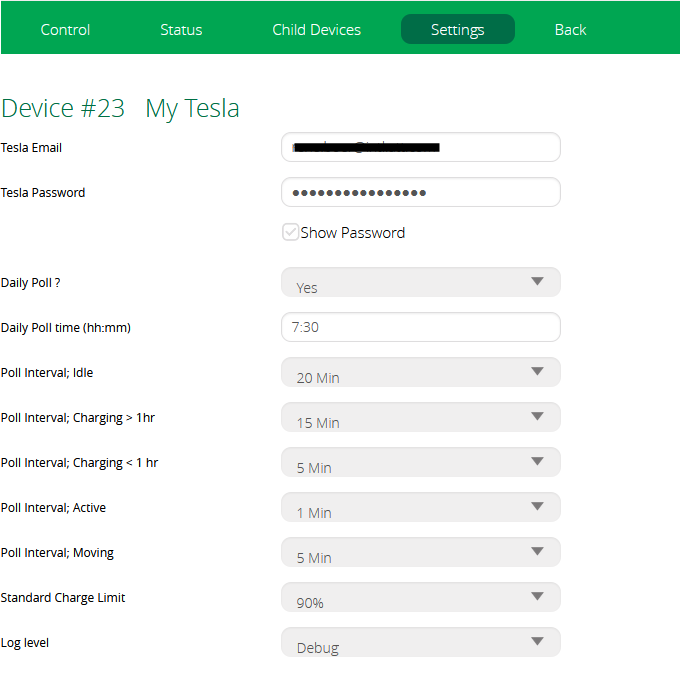 Control Status Child Devices Settings Back
Device #23 My Tesla
Tesla Email
Tesla Password ••••••••••••••••
Show Password
Daily Poll ? Yes
Daily Poll time (hh:mm) 7:30
Poll Interval; Idle 20 Min
Poll Interval; Charging > 1hr 15 Min
Poll Interval; Charging < 1 hr 5 Min
Poll Interval; Active 1 Min
Poll Interval; Moving 5 Min
Standard Charge Limit 90%
Log level Debug